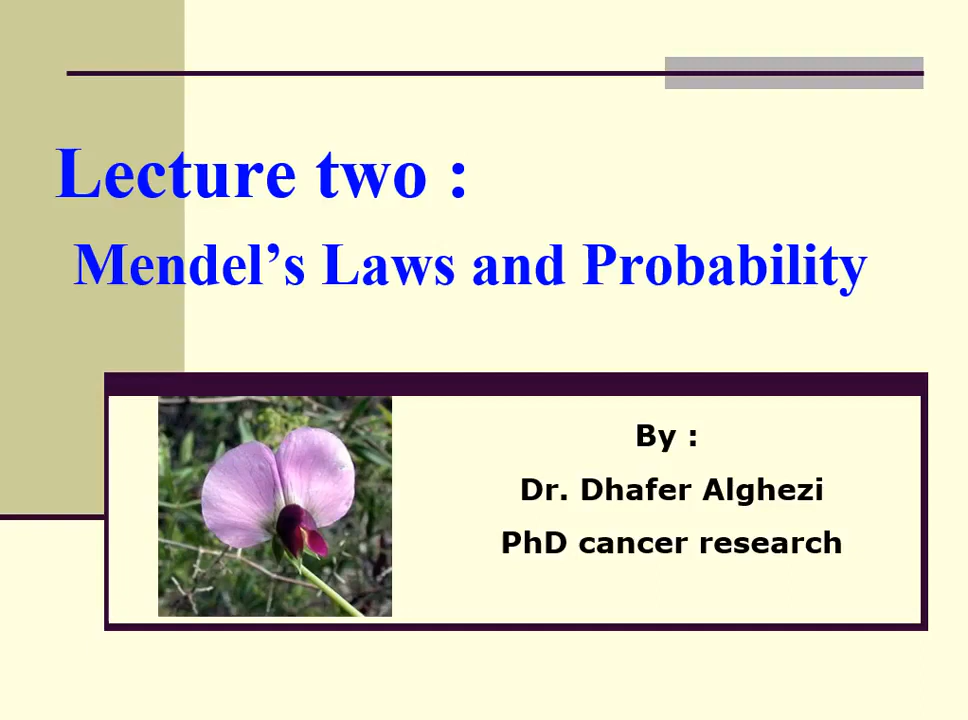 Lecture two :
Mendel’s Laws and Probability
By :
Dr. Dhafer Alghezi
PhD cancer research